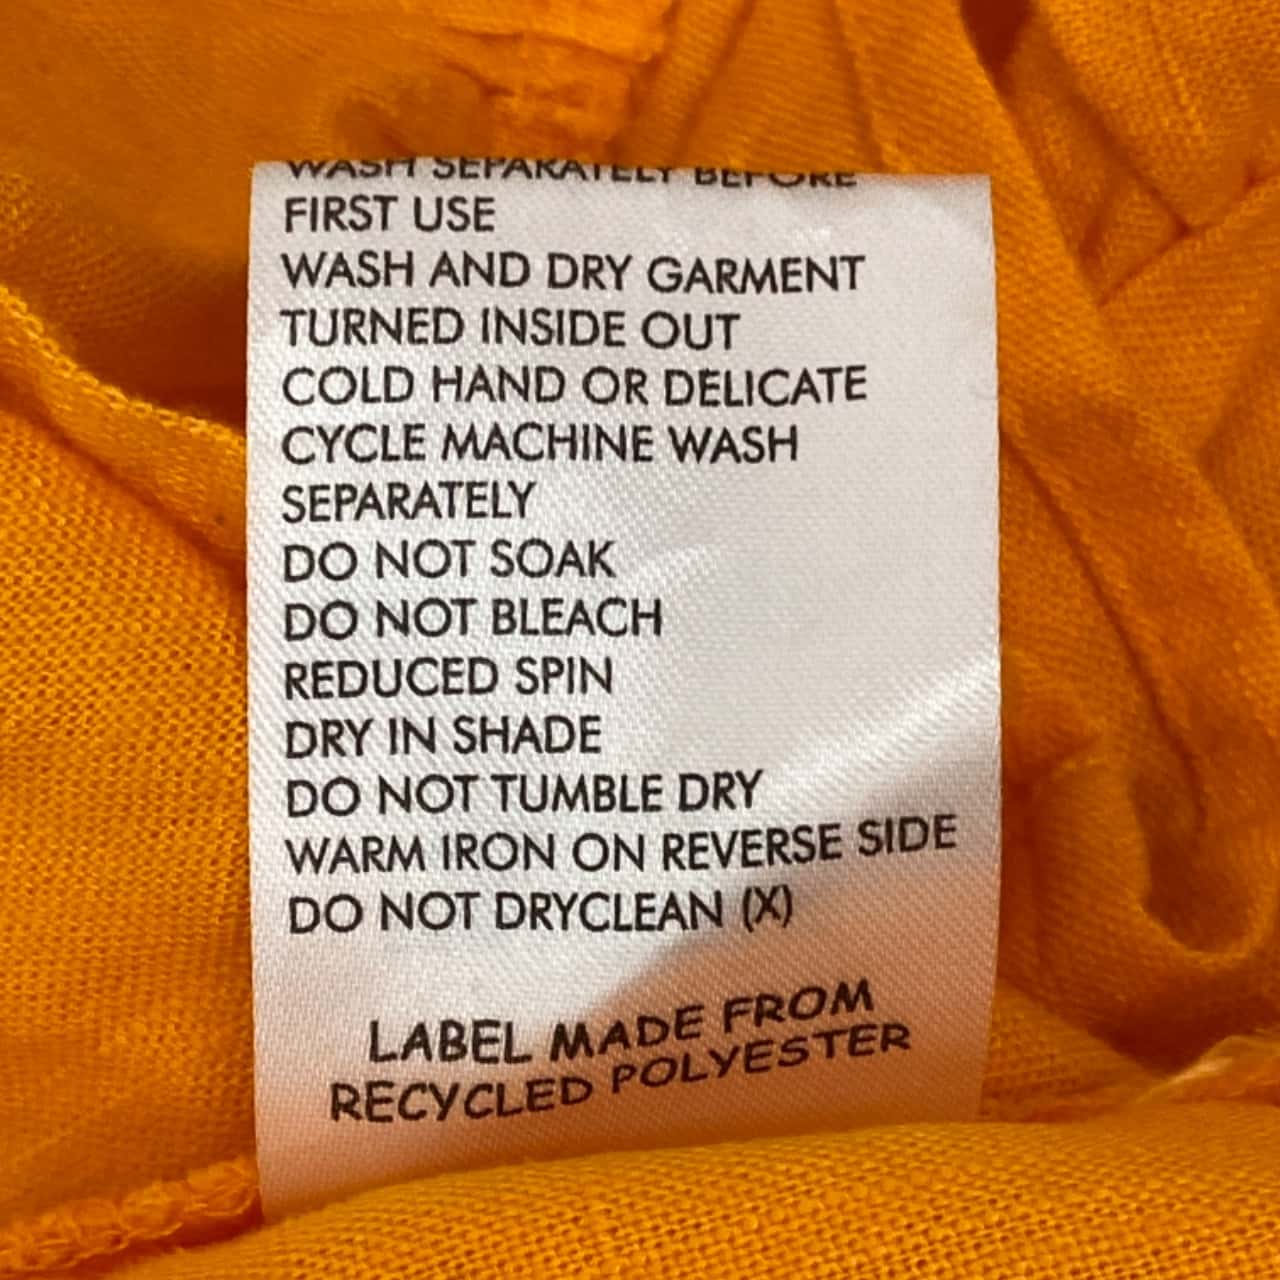 WASH SEPARATELY BEFORE
FIRST USE
WASH AND DRY GARMENT
TURNED INSIDE OUT
COLD HAND OR DELICATE
CYCLE MACHINE WASH
SEPARATELY
DO NOT SOAK
DO NOT BLEACH
REDUCED SPIN
DRY IN SHADE
DO NOT TUMBLE DRY
WARM IRON ON REVERSE SIDE
DO NOT DRYCLEAN (X)
LABEL MADE FROM
RECYCLED POLYESTER